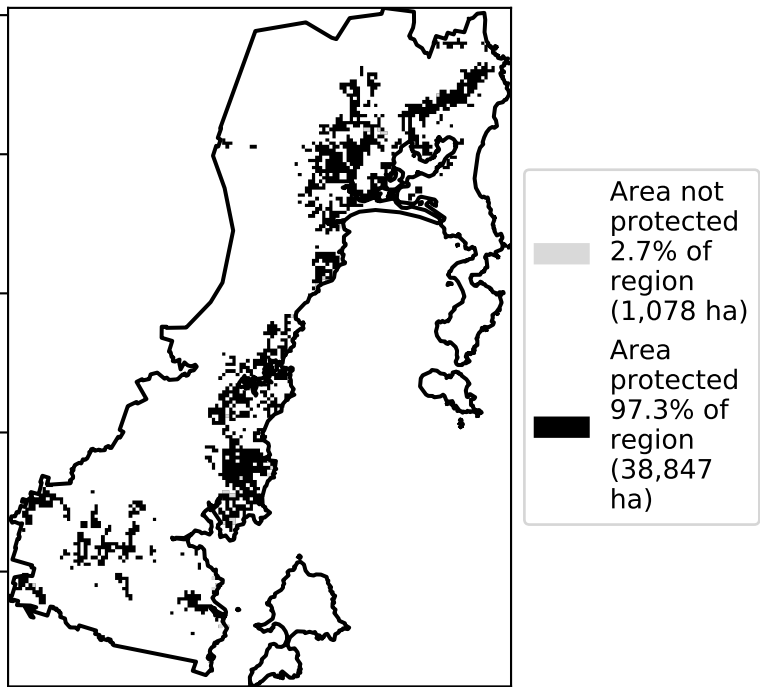 Area not
protected
2.7% of
region
(1,078 ha)
Area
protected
97.3% of
region
(38,847
ha)